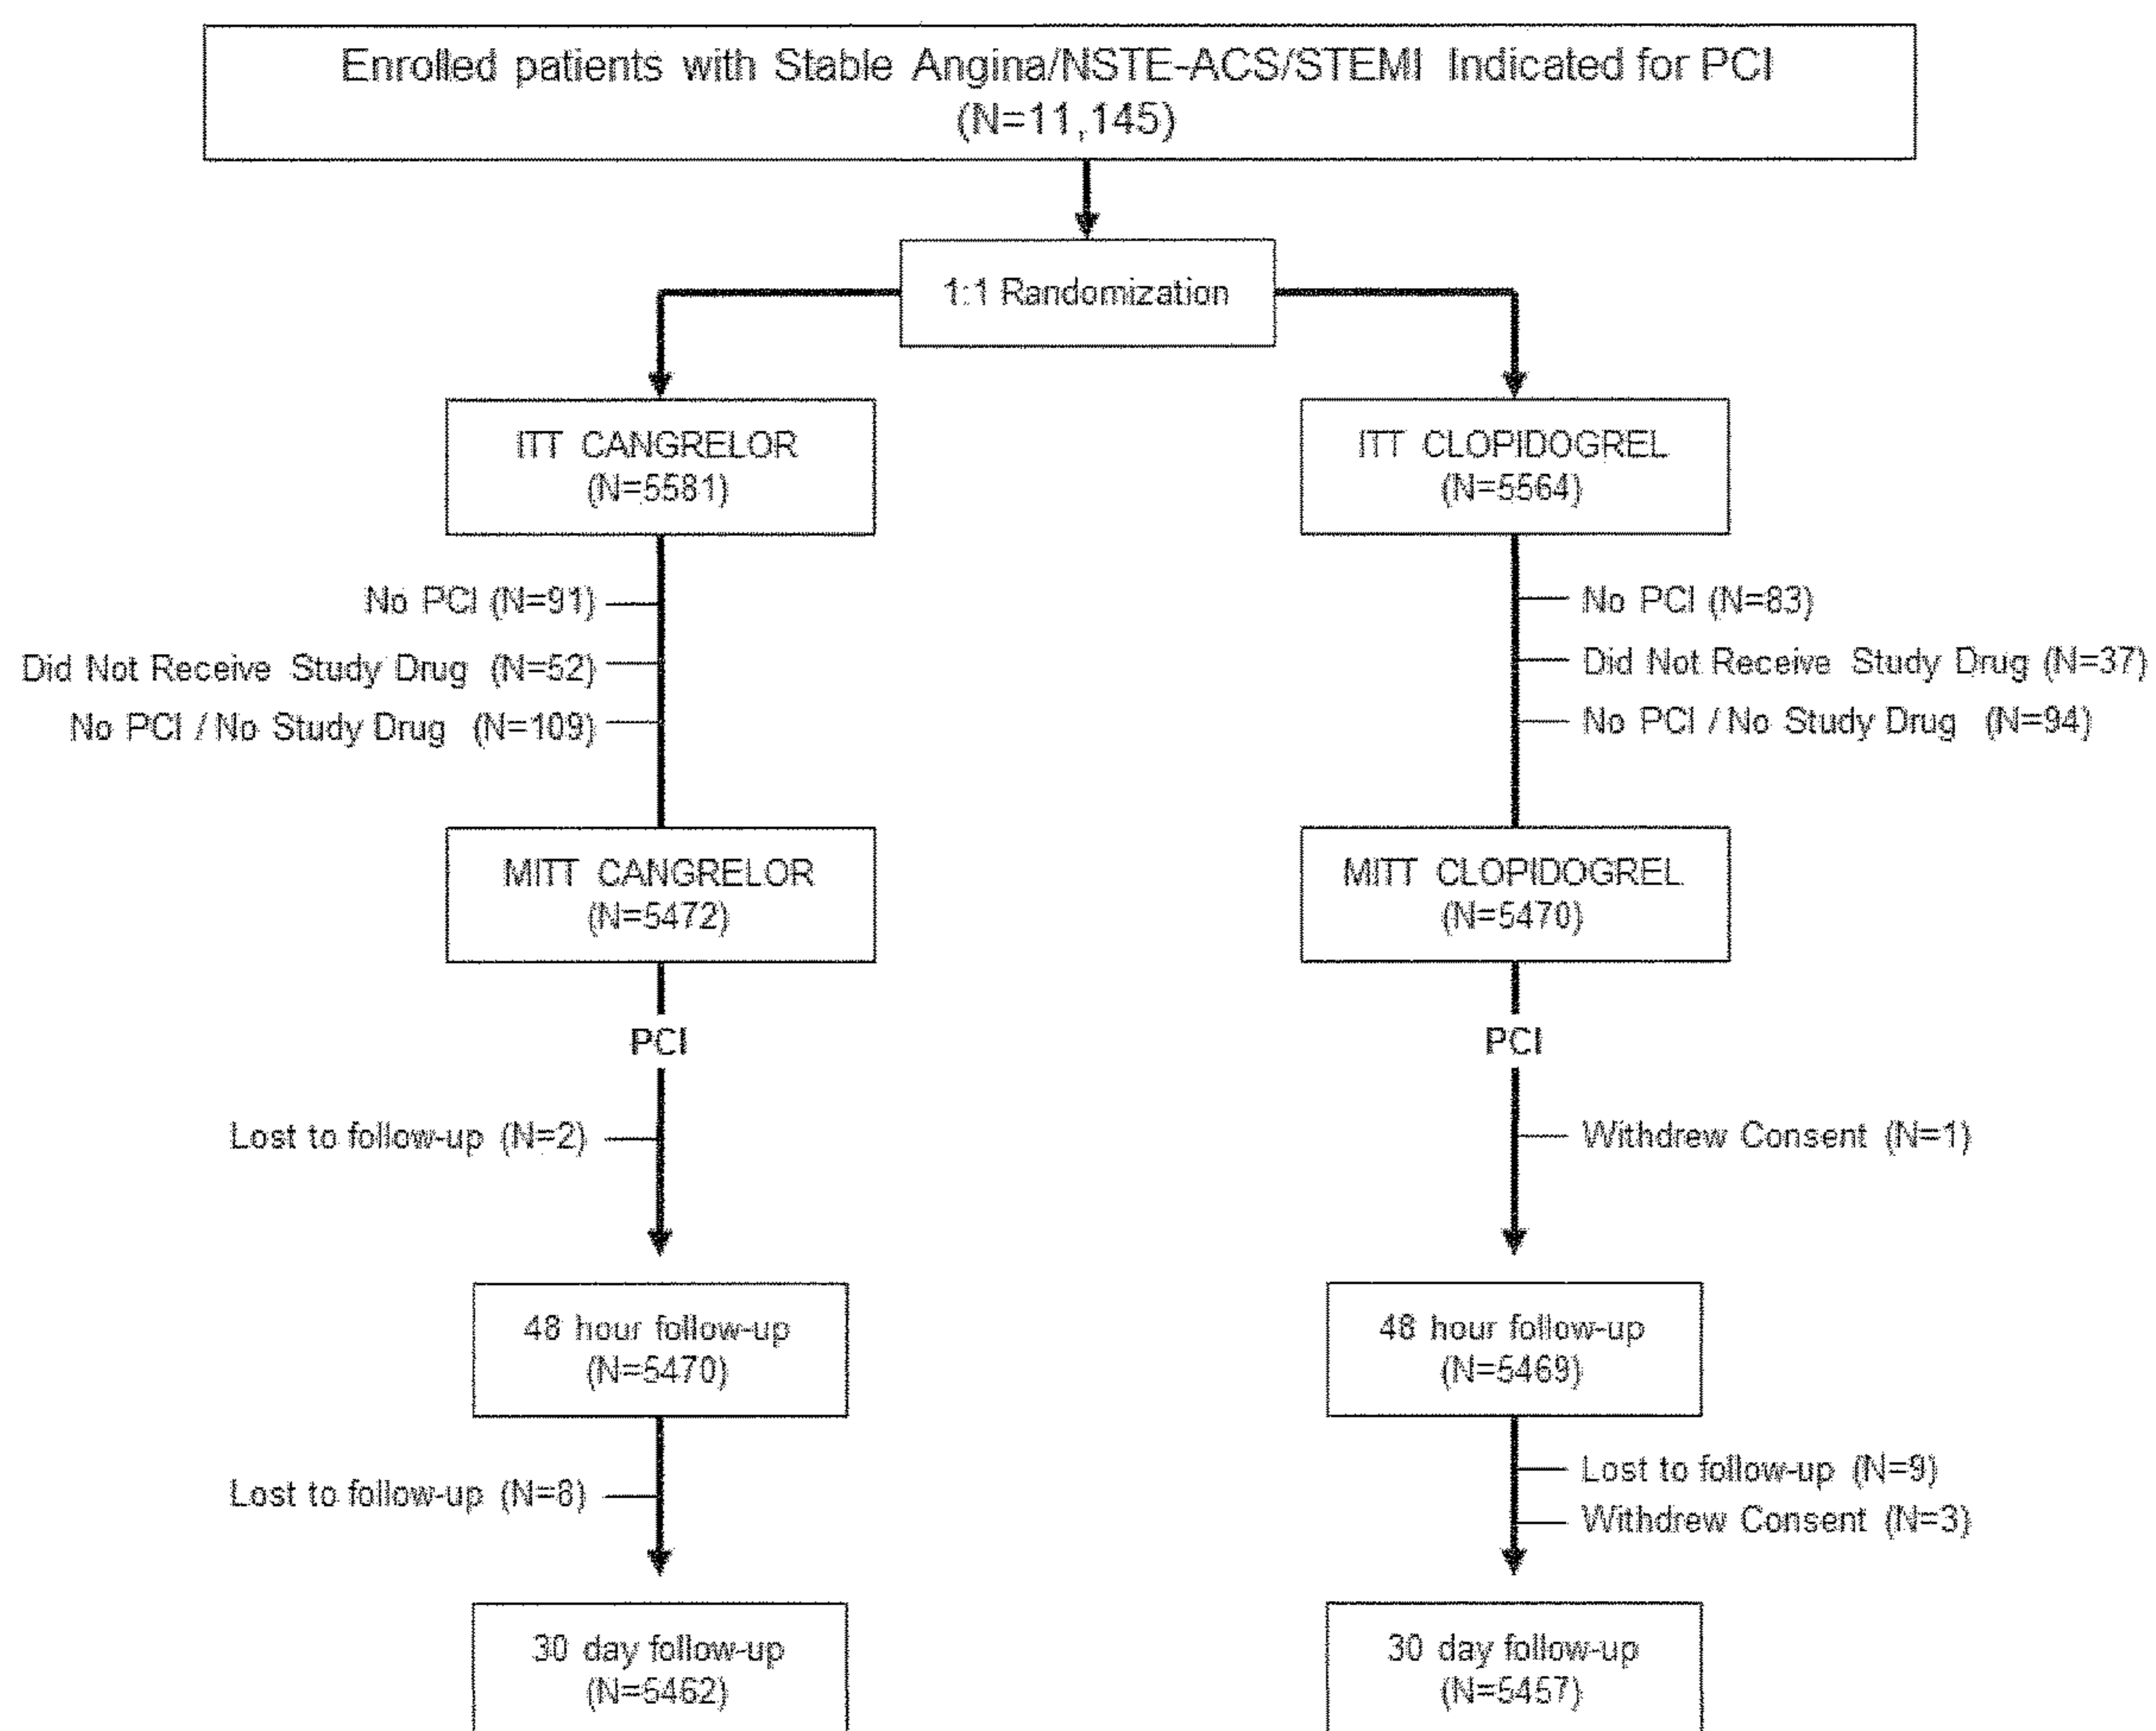 Enrolled patients with Stable Angina/NSTE-ACS/STEMI Indicated for PCI
(N=11,145)
1:1 Randomization
ITT CANGRELOR
(N=5581)
ITT CLOPIDOGREL
(N=5564)
No PCI (N=91)
Did Not Receive Study Drug (N=52)
No PCI / No Study Drug (N=109)
No PCI (N=83)
Did Not Receive Study Drug (N=37)
No PCI / No Study Drug (N=94)
MITT CANGRELOR
(N=5472)
MITT CLOPIDOGREL
(N=5470)
PCI
PCI
Lost to follow-up (N=2)
Withdrew Consent (N=1)
48 hour follow-up
(N=5470)
48 hour follow-up
(N=5469)
Lost to follow-up (N=8)
Lost to follow-up (N=9)
Withdrew Consent (N=3)
30 day follow-up
(N=5462)
30 day follow-up
(N=5457)